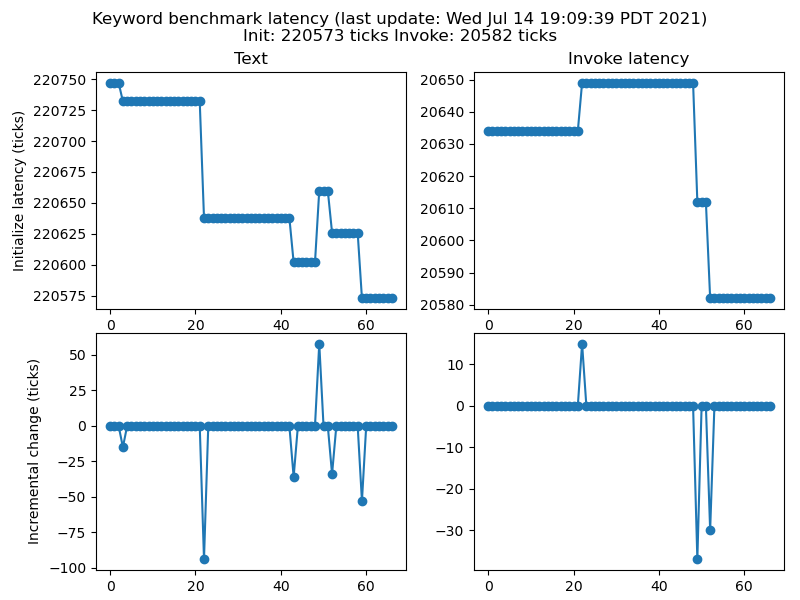 Keyword benchmark latency (last update: Wed Jul 14 19:09:39 PDT 2021)
Init: 220573 ticks Invoke: 20582 ticks
Text
Initialize latency (ticks)
220750
220725
220700
220675
220650
220625
220600
220575
0 20 40 60
Invoke latency
20650
20640
20630
20620
20610
20600
20590
20580
0 20 40 60
Incremental change (ticks)
50
25
0
−25
−50
−75
−100
0 20 40 60
10
0
−10
−20
−30
0 20 40 60